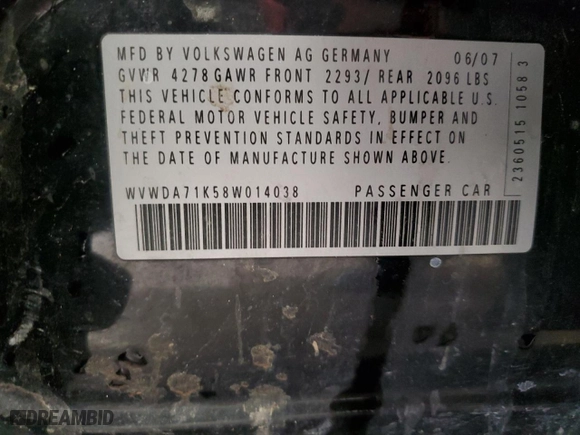 MFD BY VOLKSWAGEN AG GERMANY 06/07
GVWR 4278 GAWR FRONT 2293/ REAR 2096 LBS
THIS VEHICLE CONFORMS TO ALL APPLICABLE U.S.
FEDERAL MOTOR VEHICLE SAFETY, BUMPER AND
THEFT PREVENTION STANDARDS IN EFFECT ON
THE DATE OF MANUFACTURE SHOWN ABOVE.
WVWDA71K58W014038 PASSENGER CAR
2360515 1058 3
DREAMBID